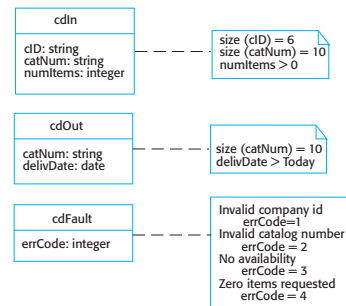 cdIn
cID: string
catNum: string
numItems: integer
size (cID) = 6
size (catNum) = 10
numItems > 0
cdOut
catNum: string
delivDate: date
size (catNum) = 10
delivDate > Today
cdFault
errCode: integer
Invalid company id
errCode=1
Invalid catalog number
errCode = 2
No availability
errCode = 3
Zero items requested
errCode = 4